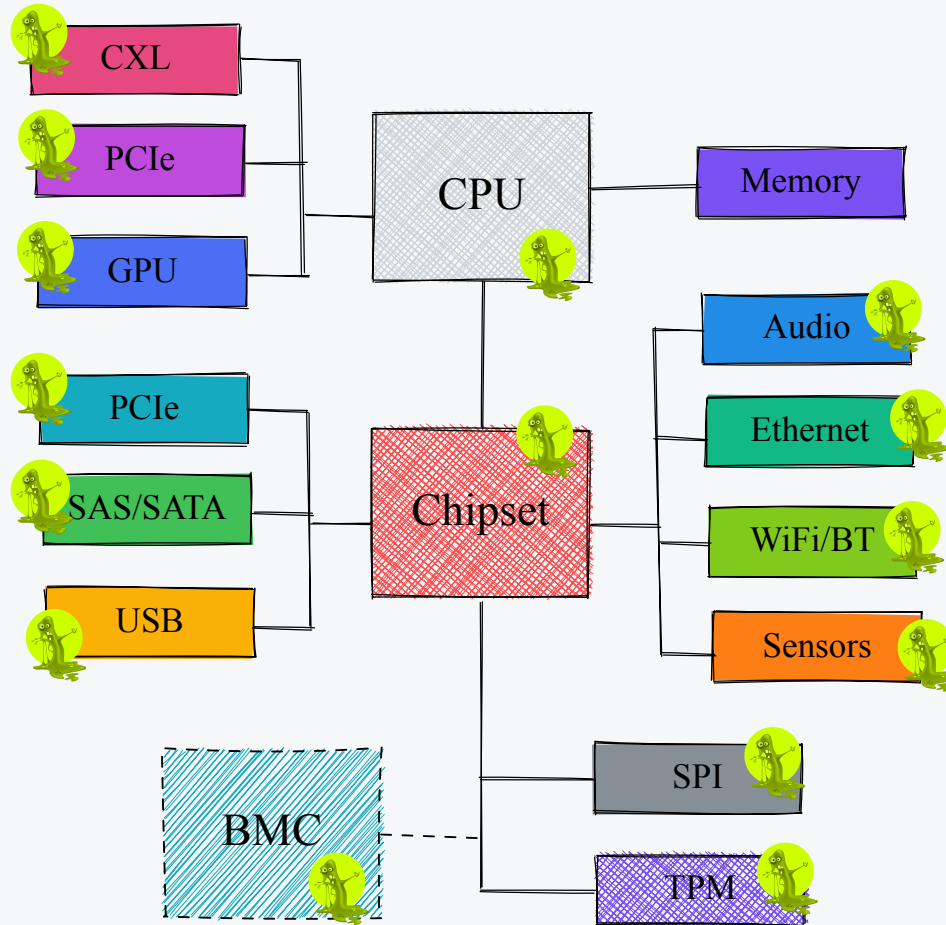 CXL
PCIe
GPU
CPU
Memory
PCIe
SAS/SATA
USB
Chipset
Audio
Ethernet
WiFi/BT
Sensors
BMC
SPI
TPM